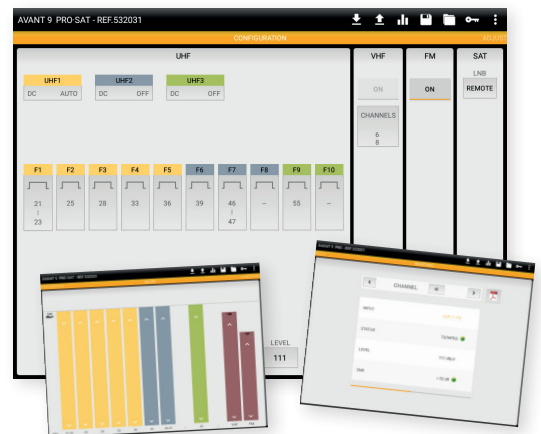 AVANT 9 PRO·SAT - REF.532031
CONFIGURATION
ADJUST
UHF
VHF
FM
SAT
UHF1
DC AUTO
UHF2
DC OFF
UHF3
DC OFF
ON
CHANNELS
6
8
ON
LNB
REMOTE
F1
21
23
F2
25
F3
28
F4
33
F5
36
F6
39
F7
46
47
F8
–
F9
55
F10
–
LEVEL
111
CHANNEL
INPUT
STATUS
LEVEL